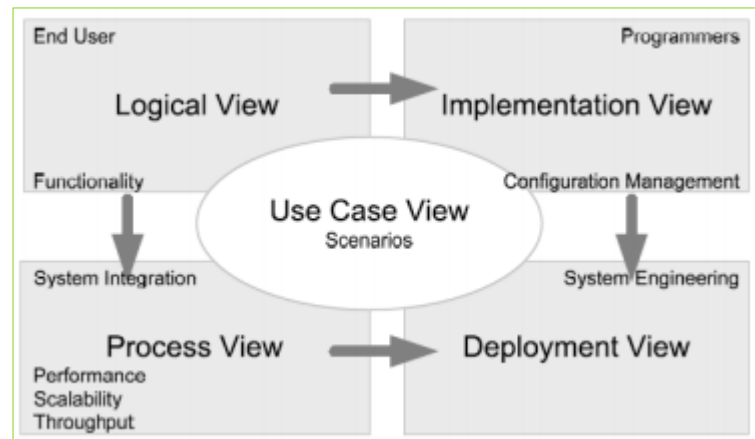 End User
Logical View
Functionality
Programmers
Implementation View
Configuration Management
Use Case View
Scenarios
System Integration
Process View
Performance
Scalability
Throughput
System Engineering
Deployment View